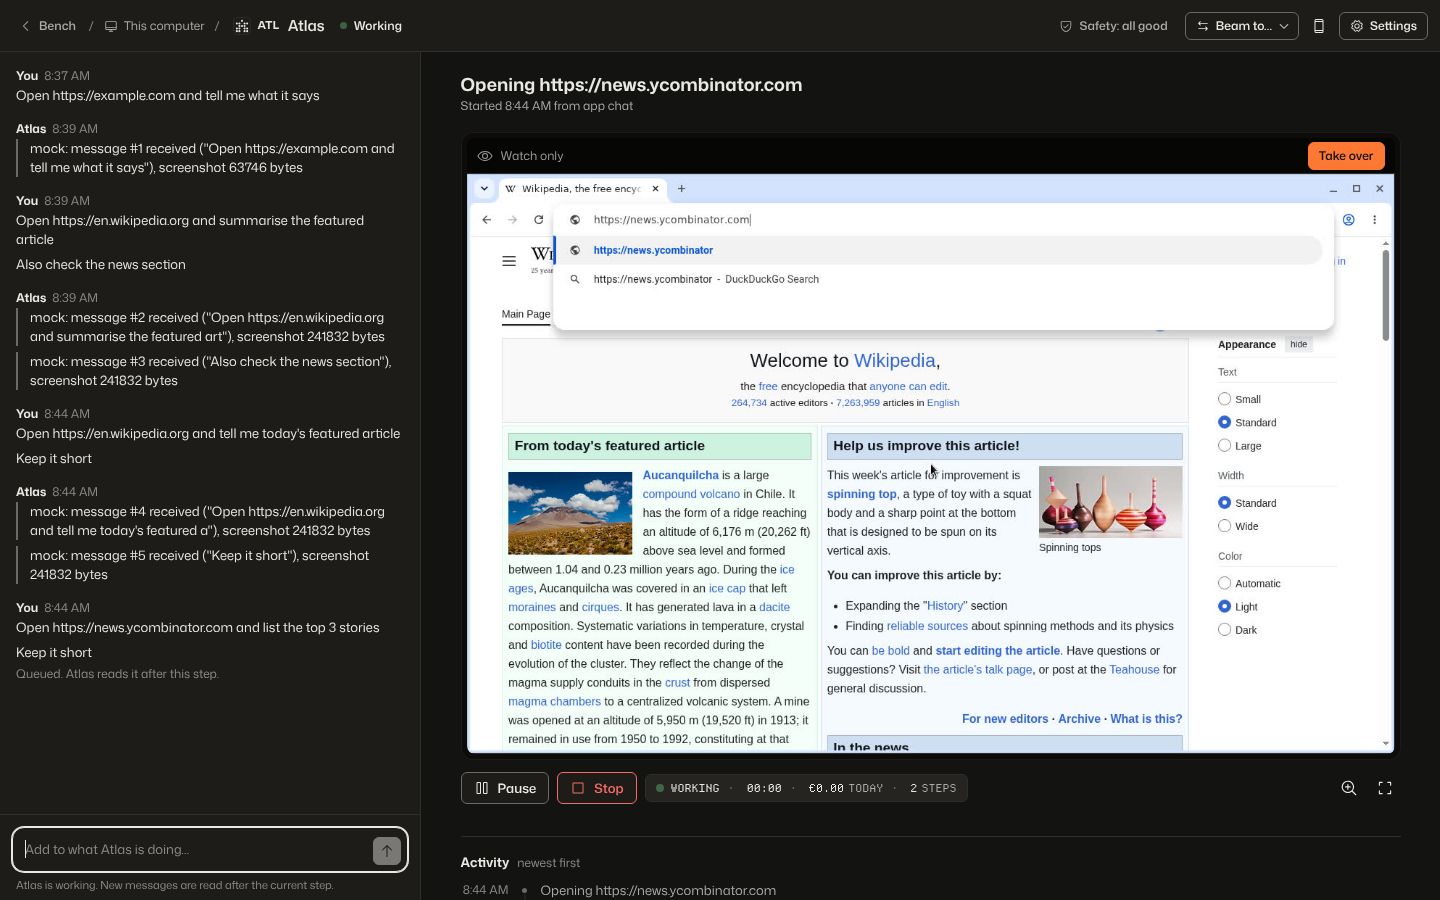 Bench / This computer / ATL Atlas Working
Safety: all good
Beam to...
Settings
You 8:37 AM
Open https://example.com and tell me what it says
Atlas 8:39 AM
mock: message #1 received ("Open https://example.com and
tell me what it says"), screenshot 63746 bytes
You 8:39 AM
Open https://en.wikipedia.org and summarise the featured
article
Also check the news section
Atlas 8:39 AM
mock: message #2 received ("Open https://en.wikipedia.org
and summarise the featured art"), screenshot 241832 bytes
mock: message #3 received ("Also check the news section"),
screenshot 241832 bytes
You 8:44 AM
Open https://en.wikipedia.org and tell me today's featured article
Keep it short
Atlas 8:44 AM
mock: message #4 received ("Open https://en.wikipedia.org
and tell me today's featured a"), screenshot 241832 bytes
mock: message #5 received ("Keep it short"), screenshot
241832 bytes
You 8:44 AM
Open https://news.ycombinator.com and list the top 3 stories
Keep it short
Queued. Atlas reads it after this step.
Add to what Atlas is doing...
Atlas is working. New messages are read after the current step.
Opening https://news.ycombinator.com
Started 8:44 AM from app chat
Watch only
Take over
W Wikipedia, the free ency
https://news.ycombinator.com
https://news.ycombinator
https://news.ycombinator - DuckDuckGo Search
25 year
in
Main Page
Welcome to Wikipedia,
the free encyclopedia that anyone can edit.
264,734 active editors · 7,263,959 articles in English
From today's featured article
Aucanquilcha is a large
compound volcano in Chile. It
has the form of a ridge reaching
an altitude of 6,176 m (20,262 ft)
above sea level and formed
between 1.04 and 0.23 million years ago. During the ice
ages, Aucanquilcha was covered in an ice cap that left
moraines and cirques. It has generated lava in a dacite
composition. Systematic variations in temperature, crystal
and biotite content have been recorded during the
evolution of the cluster. They reflect the change of the
magma supply conduits in the crust from dispersed
magma chambers to a centralized volcanic system. A mine
was opened at an altitude of 5,950 m (19,520 ft) in 1913; it
remained in use from 1950 to 1992, constituting at that
Help us improve this article!
This week's article for improvement is
spinning top, a type of toy with a squat
body and a sharp point at the bottom
that is designed to be spun on its
vertical axis.
Spinning tops
You can improve this article by:
• Expanding the "History" section
• Finding reliable sources about spinning methods and its physics
You can be bold and start editing the article. Have questions or
suggestions? Visit the article's talk page, or post at the Teahouse for
general discussion.
For new editors · Archive · What is this?
In the news
Appearance hide
Text
Small
Standard
Large
Width
Standard
Wide
Color
Automatic
Light
Dark
Pause
Stop
WORKING · 00:00 · €0.00 TODAY · 2 STEPS
Activity newest first
8:44 AM • Opening https://news.ycombinator.com